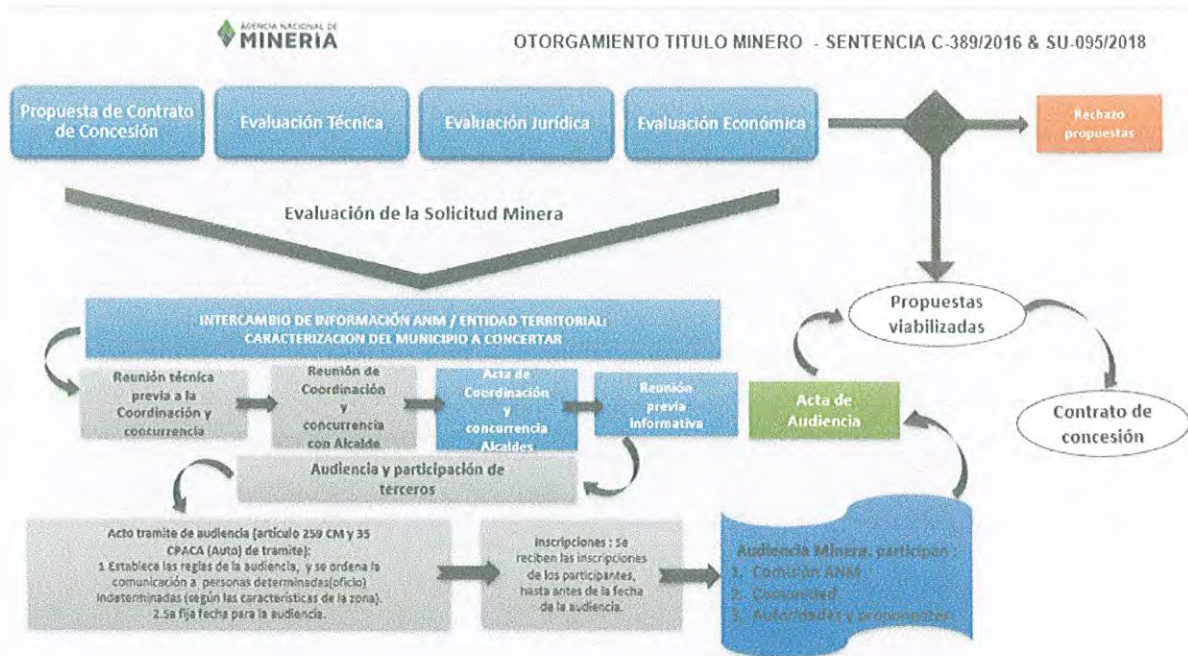 AGENCIA NACIONAL DE
MINERÍA
OTORGAMIENTO TITULO MINERO - SENTENCIA C-389/2016 & SU-095/2018
Propuesta de Contrato
de Concesión
Evaluación Técnica
Evaluación Jurídica
Evaluación Económica
Rechazo
propuestas
Evaluación de la Solicitud Minera
Propuestas
viabilizadas
INTERCAMBIO DE INFORMACIÓN ANM / ENTIDAD TERRITORIAL:
CARACTERIZACION DEL MUNICIPIO A CONCERTAR
Reunión técnica
previa a la
Coordinación y
concurrencia
Reunión de
Coordinación
y
concurrencia
con Alcalde
Acta de
Coordinación
y
concurrencia
Alcaldes
Reunión
previa
informativa
Acta de
Audiencia
Contrato de
concesión
Audiencia y participación de
terceros
Acto tramite de audiencia (artículo 259 CM y 35
CPACA (Auto) de tramite):
1.Establece las reglas de la audiencia, y se ordena la
comunicación a personas determinadas(oficio)
indeterminadas (según las características de la zona).
2.Se fija fecha para la audiencia.
Inscripciones : Se
reciben las inscripciones
de los participantes,
hasta antes de la fecha
de la audiencia.
Audiencia Minera. participan :
1. Comisión ANM
2. Comunidad
3. Autoridades y proponentes.